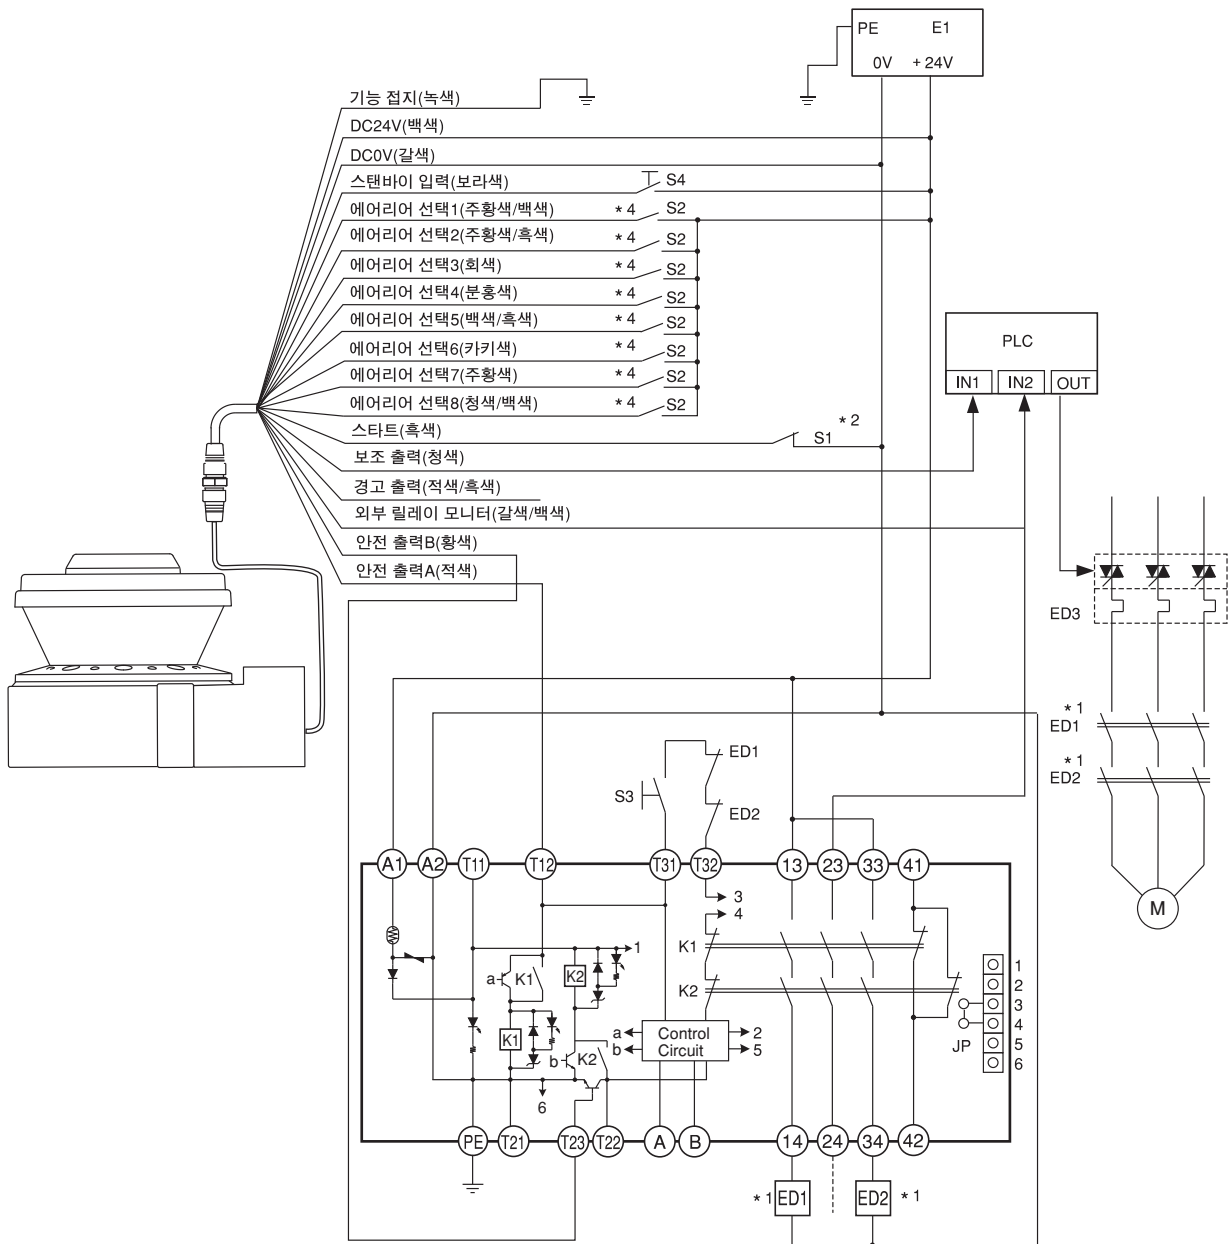 PE E1
0V + 24V
기능 접지(녹색)
DC24V(백색)
DC0V(갈색)
스탠바이 입력(보라색) S4
에어리어 선택1(주황색/백색) * 4 S2
에어리어 선택2(주황색/흑색) * 4 S2
에어리어 선택3(회색) * 4 S2
에어리어 선택4(분홍색) * 4 S2
에어리어 선택5(백색/흑색) * 4 S2
에어리어 선택6(카키색) * 4 S2
에어리어 선택7(주황색) * 4 S2
에어리어 선택8(청색/백색) * 4 S2
스타트(흑색) S1 * 2
보조 출력(청색)
경고 출력(적색/흑색)
외부 릴레이 모니터(갈색/백색)
안전 출력B(황색)
안전 출력A(적색)
PLC
IN1 IN2 OUT
ED3
* 1
ED1
* 1
ED2
M
S3 ED1
ED2
A1 A2 T11 T12 T31 T32 13 23 33 41
3
4
1
K1
K2
a K1 K2
K1
b K2
6
a Control Circuit 2
b 5
JP
1
2
3
4
5
6
PE T21 T23 T22 A B 14 24 34 42
* 1 ED1 ED2 * 1